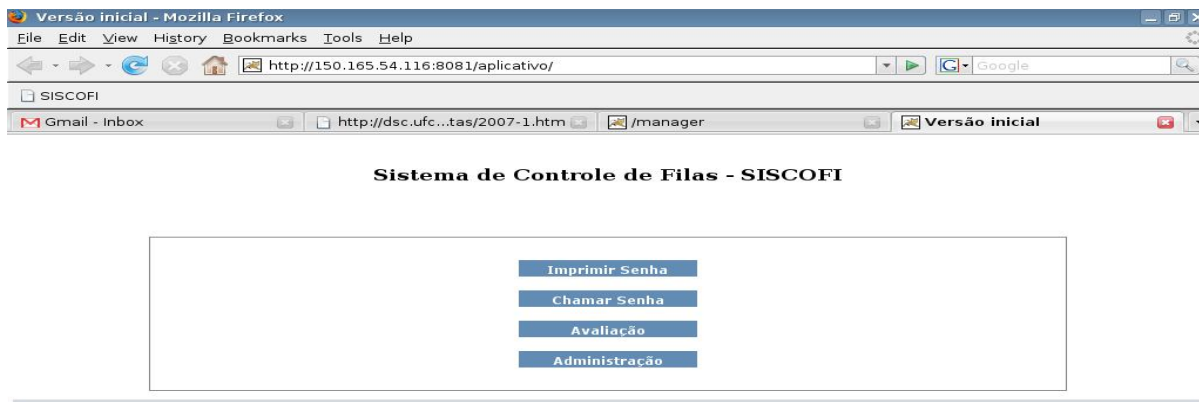 Versão inicial - Mozilla Firefox
File Edit View History Bookmarks Tools Help
http://150.165.54.116:8081/aplicativo/ G Google
SISCOFI
Gmail - Inbox http://dsc.ufc...tas/2007-1.htm /manager Versão inicial
Sistema de Controle de Filas - SISCOFI
Imprimir Senha
Chamar Senha
Avaliação
Administração